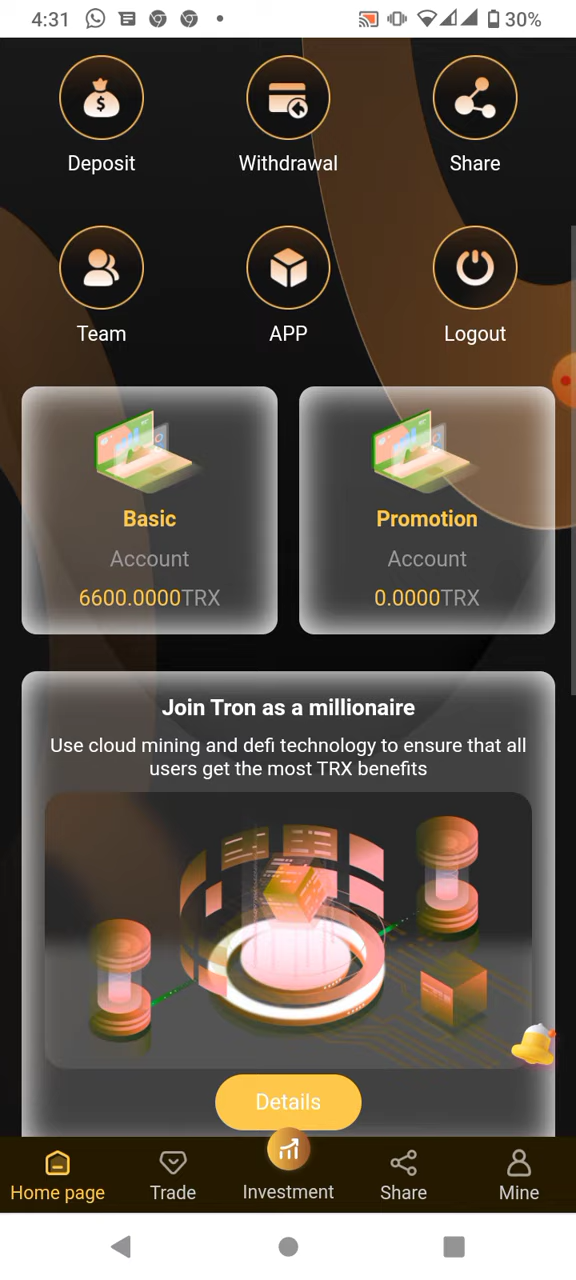 4:31
30%
Deposit
Withdrawal
Share
Team
APP
Logout
Basic
Account
6600.0000TRX
Promotion
Account
0.0000TRX
Join Tron as a millionaire
Use cloud mining and defi technology to ensure that all
users get the most TRX benefits
Details
Home page
Trade
Investment
Share
Mine